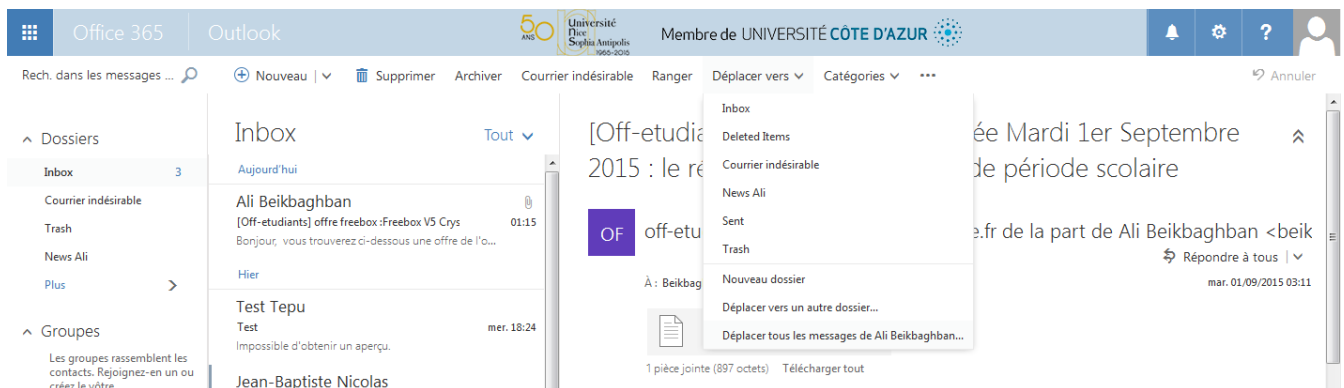 Office 365
Outlook
50 ANS
Université
Nice
Sophia Antipolis
1965-2015
Membre de UNIVERSITÉ CÔTE D'AZUR
?
Rech. dans les messages ...
Nouveau
Supprimer
Archiver
Courrier indésirable
Ranger
Déplacer vers
Catégories
•••
Annuler
Dossiers
Inbox 3
Courrier indésirable
Trash
News Ali
Plus
Groupes
Les groupes rassemblent les
contacts. Rejoignez-en un ou
créez le vôtre
Inbox
Tout
Aujourd'hui
Ali Beikbaghban
[Off-etudiants] offre freebox :Freebox V5 Crys 01:15
Bonjour, vous trouverez ci-dessous une offre de l'o...
Hier
Test Tepu
Test mer. 18:24
Impossible d'obtenir un aperçu.
Jean-Baptiste Nicolas
Inbox
Deleted Items
Courrier indésirable
News Ali
Sent
Trash
Nouveau dossier
Déplacer vers un autre dossier...
Déplacer tous les messages de Ali Beikbaghban...
[Off-etudia ée Mardi 1er Septembre
2015 : le ré de période scolaire
OF
off-etu e.fr de la part de Ali Beikbaghban <beik
Répondre à tous
À : Beikbag
mar. 01/09/2015 03:11
1 pièce jointe (897 octets) Télécharger tout